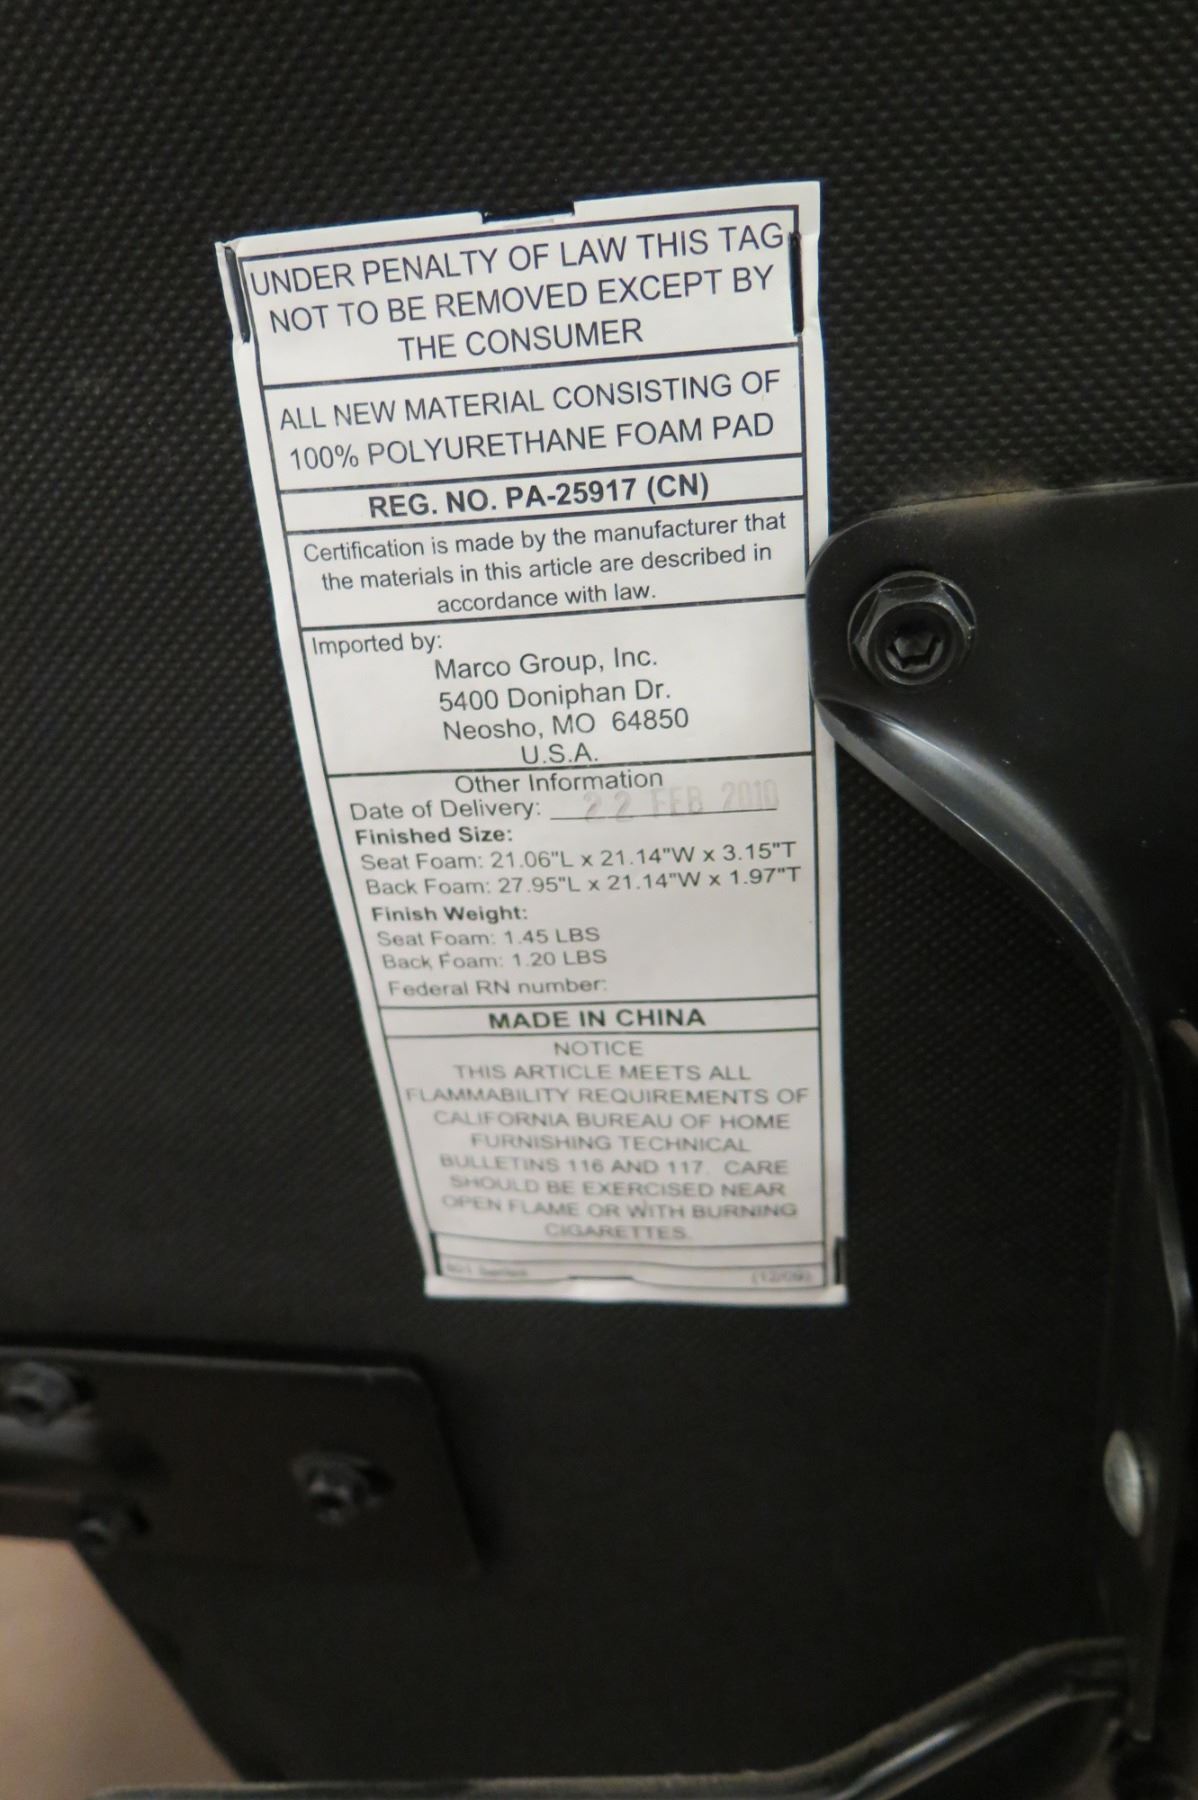 UNDER PENALTY OF LAW THIS TAG
NOT TO BE REMOVED EXCEPT BY
THE CONSUMER
ALL NEW MATERIAL CONSISTING OF
100% POLYURETHANE FOAM PAD
REG. NO. PA-25917 (CN)
Certification is made by the manufacturer that
the materials in this article are described in
accordance with law.
Imported by:
Marco Group, Inc.
5400 Doniphan Dr.
Neosho, MO 64850
U.S.A.
Other Information
Date of Delivery: 22 FEB 2010
Finished Size:
Seat Foam: 21.06"L x 21.14"W x 3.15"T
Back Foam: 27.95"L x 21.14"W x 1.97"T
Finish Weight:
Seat Foam: 1.45 LBS
Back Foam: 1.20 LBS
Federal RN number:
MADE IN CHINA
NOTICE
THIS ARTICLE MEETS ALL
FLAMMABILITY REQUIREMENTS OF
CALIFORNIA BUREAU OF HOME
FURNISHING TECHNICAL
BULLETINS 116 AND 117. CARE
SHOULD BE EXERCISED NEAR
OPEN FLAME OR WITH BURNING
CIGARETTES.
Series (12/09)